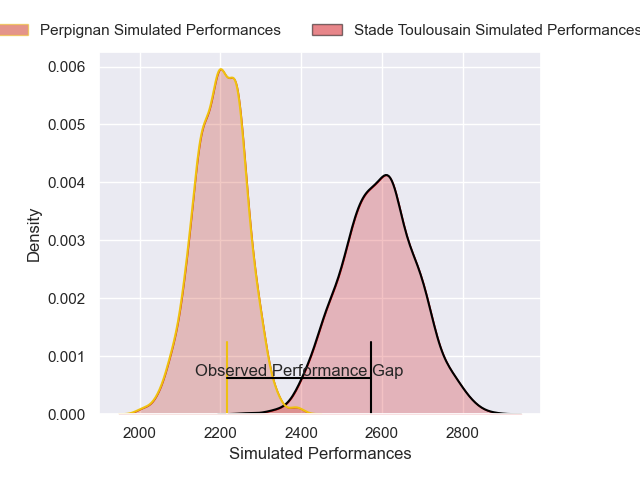 Perpignan Simulated Performances
Stade Toulousain Simulated Performances
0.006
0.005
0.004
0.003
0.002
0.001
0.000
Density
Observed Performance Gap
2000 2200 2400 2600 2800
Simulated Performances